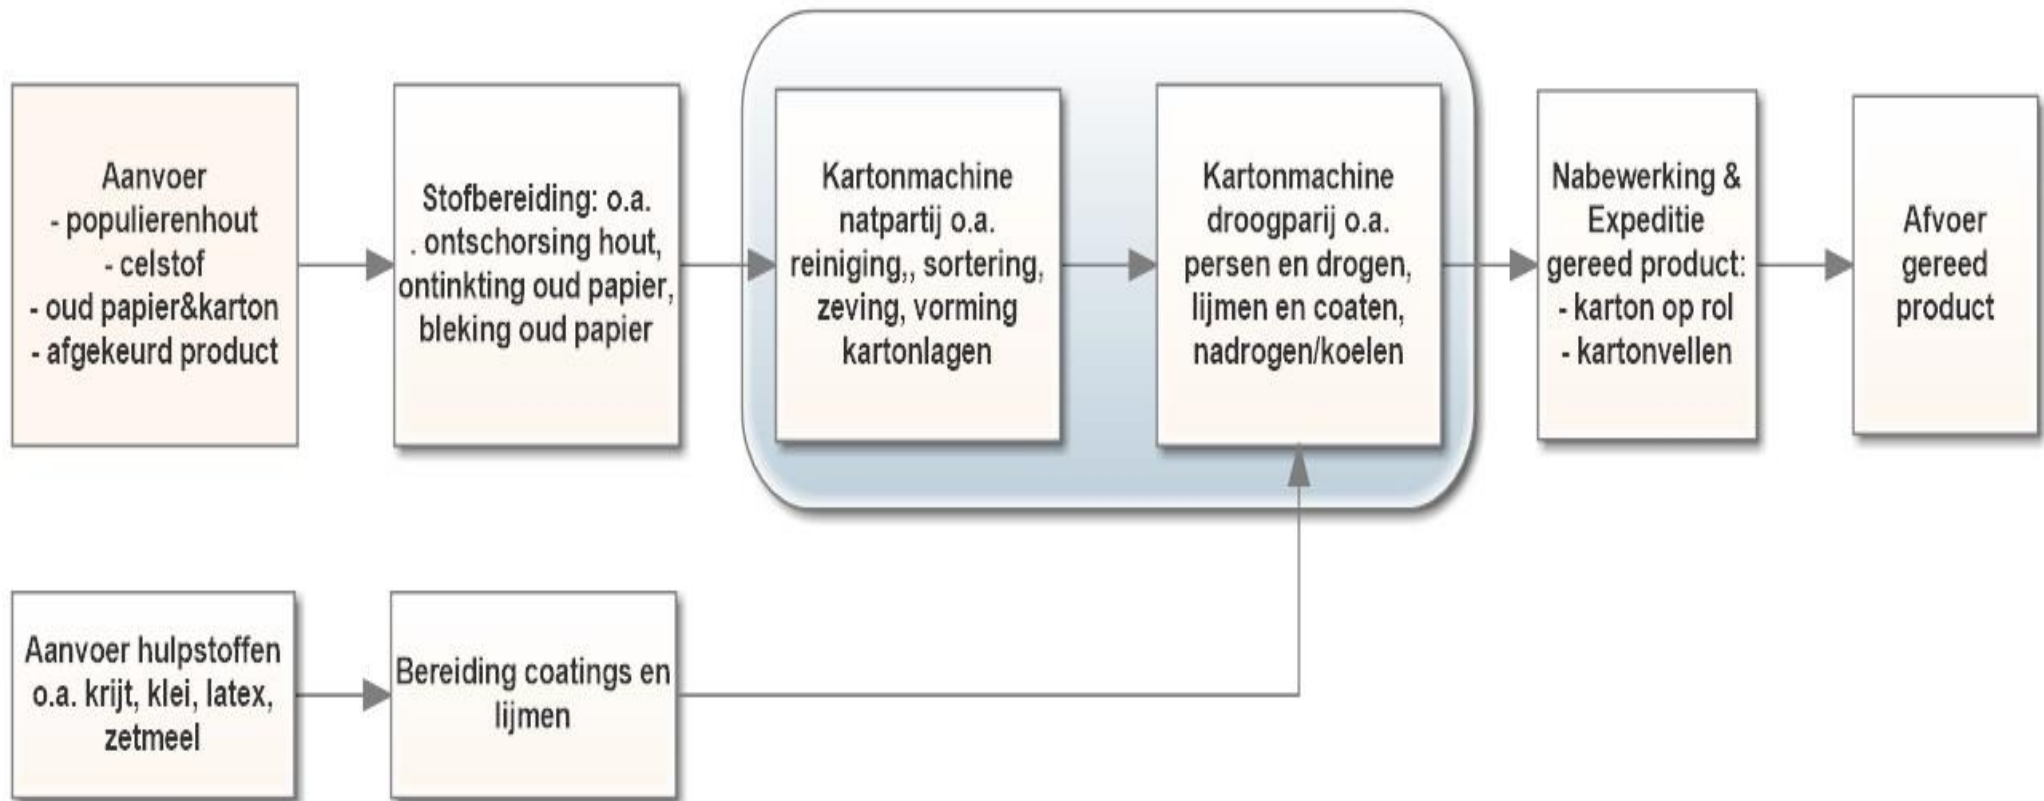 Aanvoer
- populierenhout
- celstof
- oud papier&karton
- afgekeurd product
Stofbereiding: o.a.
. ontschorsing hout,
ontinkting oud papier,
bleking oud papier
Kartonmachine
natpartij o.a.
reiniging,, sortering,
zeving, vorming
kartonlagen
Kartonmachine
droogparij o.a.
persen en drogen,
lijmen en coaten,
nadrogen/koelen
Nabewerking &
Expeditie
gereed product:
- karton op rol
- kartonvellen
Afvoer
gereed
product
Aanvoer hulpstoffen
o.a. krijt, klei, latex,
zetmeel
Bereiding coatings en
lijmen